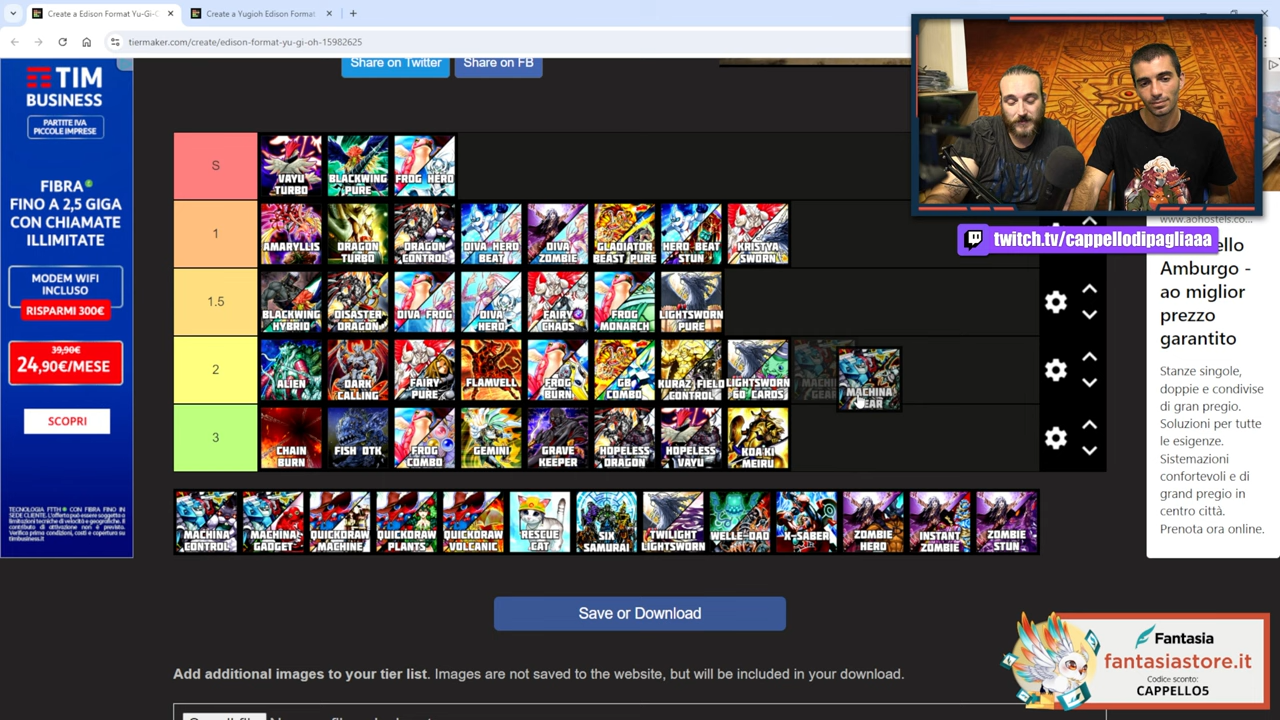 Create a Edison Format Yu-Gi-O
Create a Yugioh Edison Format
tiermaker.com/create/edison-format-yu-gi-oh-15982625
TIM
BUSINESS
PARTITE IVA
PICCOLE IMPRESE
FIBRA
FINO A 2,5 GIGA
CON CHIAMATE
ILLIMITATE
MODEM WIFI
INCLUSO
RISPARMI 300€
39,90€
24,90€/MESE
SCOPRI
Share on Twitter
Share on FB
S
VAYU TURBO
BLACKWING PURE
FROG HERO
1
AMARYLLIS
DRAGON TURBO
DRAGON CONTROL
DIVA HERO BEAT
DIVA ZOMBIE
GLADIATOR BEAST PURE
HERO BEAT STUN
KRISTYA SWORN
1.5
BLACKWING HYBRID
DISASTER DRAGON
DIVA FROG
DIVA HERO
FAIRY CHAOS
FROG MONARCH
LIGHTSWORN PURE
2
ALIEN
DARK CALLING
FAIRY PURE
FLAMVELL
FROG BURN
GB COMBO
KURAZ FIELD CONTROL
LIGHTSWORN 60 CARDS
MACHINA GEAR
3
CHAIN BURN
FISH OTK
FROG COMBO
GEMINI
GRAVE KEEPER
HOPELESS DRAGON
HOPELESS VAYU
KOA KI MEIRU
MACHINA CONTROL
MACHINA GADGET
QUICKDRAW MACHINE
QUICKDRAW PLANTS
QUICKDRAW VOLCANIC
RESCUE CAT
SIX SAMURAI
TWILIGHT LIGHTSWORN
WELLE-DAD
X-SABER
ZOMBIE HERO
INSTANT ZOMBIE
ZOMBIE STUN
Save or Download
Add additional images to your tier list. Images are not saved to the website, but will be included in your download.
twitch.tv/cappellodipagliaaa
www.aohostels.co...
Amburgo -
ao miglior
prezzo
garantito
Stanze singole,
doppie e condivise
di gran pregio.
Soluzioni per tutte
le esigenze.
Sistemazioni
confortevoli e di
grand pregio in
centro città.
Prenota ora online.
Fantasia
fantasiastore.it
Codice sconto:
CAPPELLO5